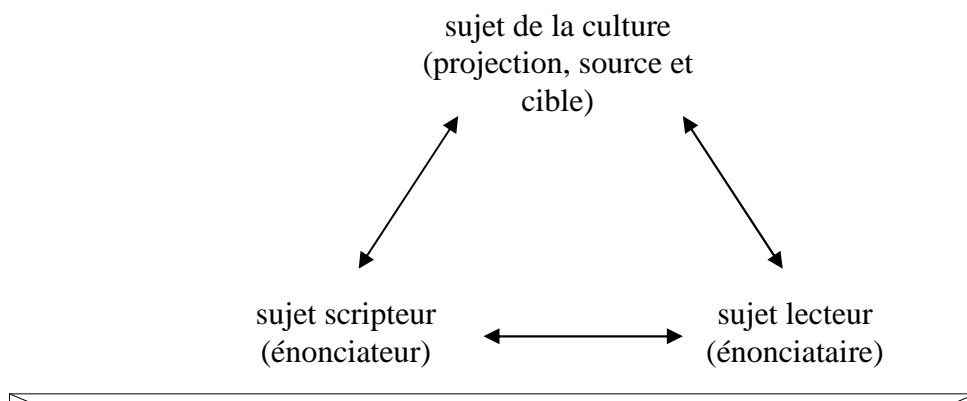 sujet de la culture
(projection, source et
cible)
sujet scripteur
(énonciateur)
sujet lecteur
(énonciataire)